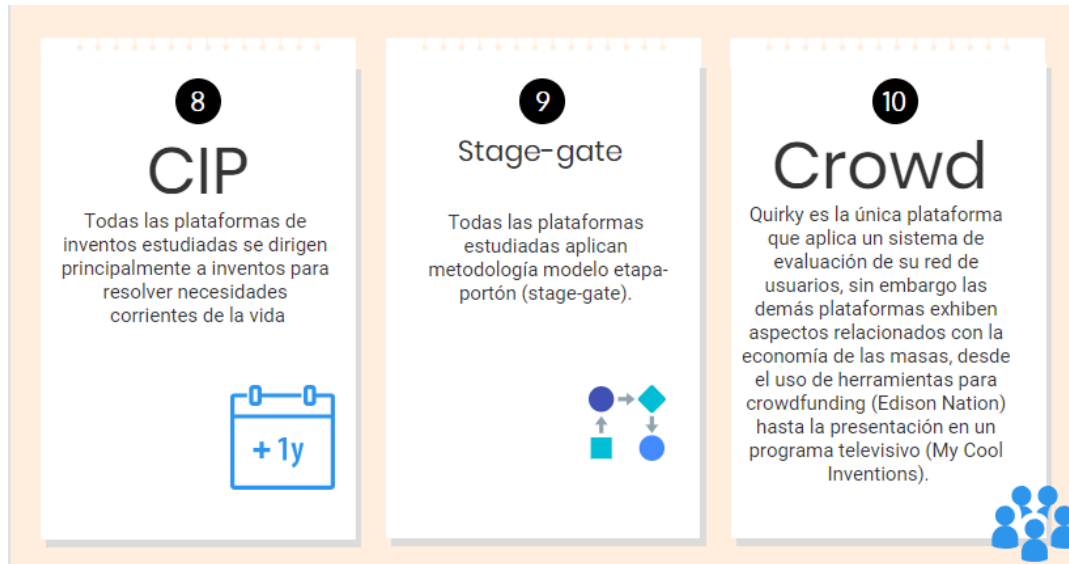 8
CIP
Todas las plataformas de
inventos estudiadas se dirigen
principalmente a inventos para
resolver necesidades
corrientes de la vida
+ 1y
9
Stage-gate
Todas las plataformas
estudiadas aplican
metodología modelo etapa-
portón (stage-gate).
10
Crowd
Quirky es la única plataforma
que aplica un sistema de
evaluación de su red de
usuarios, sin embargo las
demás plataformas exhiben
aspectos relacionados con la
economía de las masas, desde
el uso de herramientas para
crowdfunding (Edison Nation)
hasta la presentación en un
programa televisivo (My Cool
Inventions).